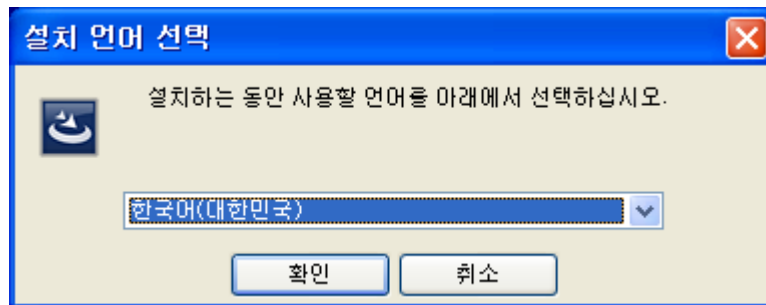 설치 언어 선택
설치하는 동안 사용할 언어를 아래에서 선택하십시오.
한국어(대한민국)
확인
취소